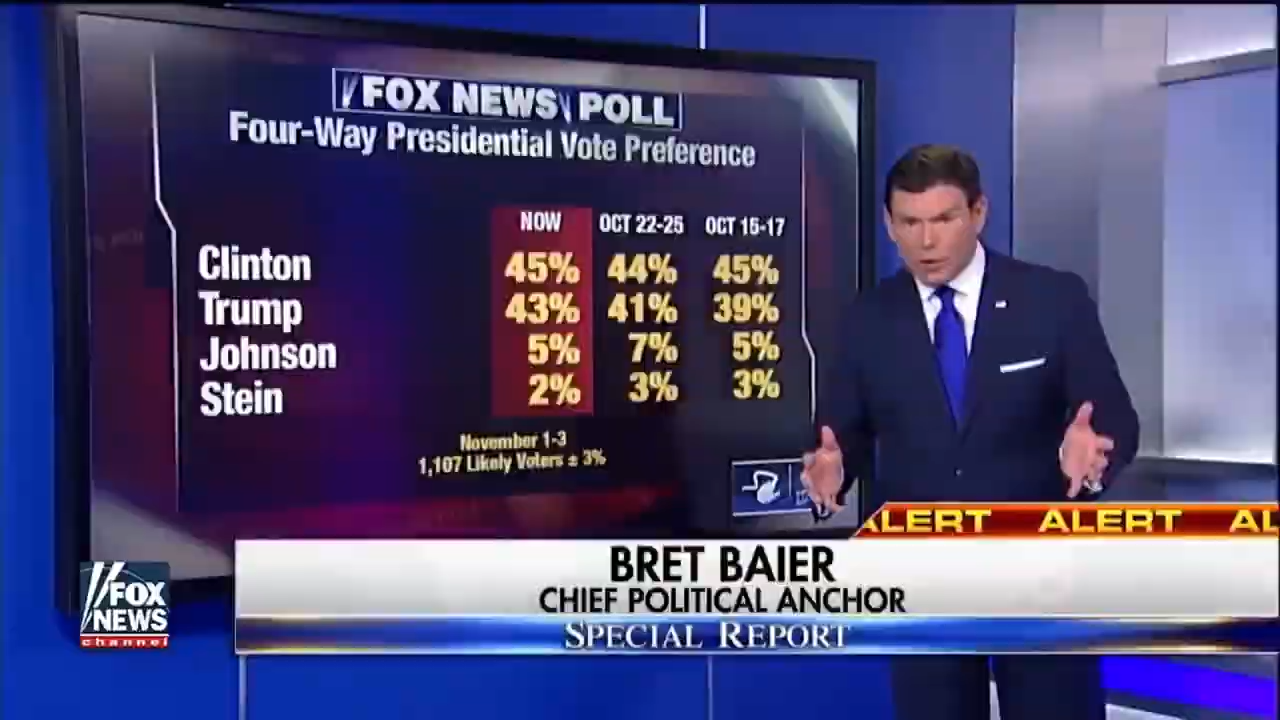 FOX NEWS POLL
Four-Way Presidential Vote Preference
NOW OCT 22-25 OCT 15-17
Clinton 45% 44% 45%
Trump 43% 41% 39%
Johnson 5% 7% 5%
Stein 2% 3% 3%
November 1-3
1,107 Likely Voters ± 3%
ALERT ALERT AL
BRET BAIER
CHIEF POLITICAL ANCHOR
SPECIAL REPORT
FOX
NEWS
channel